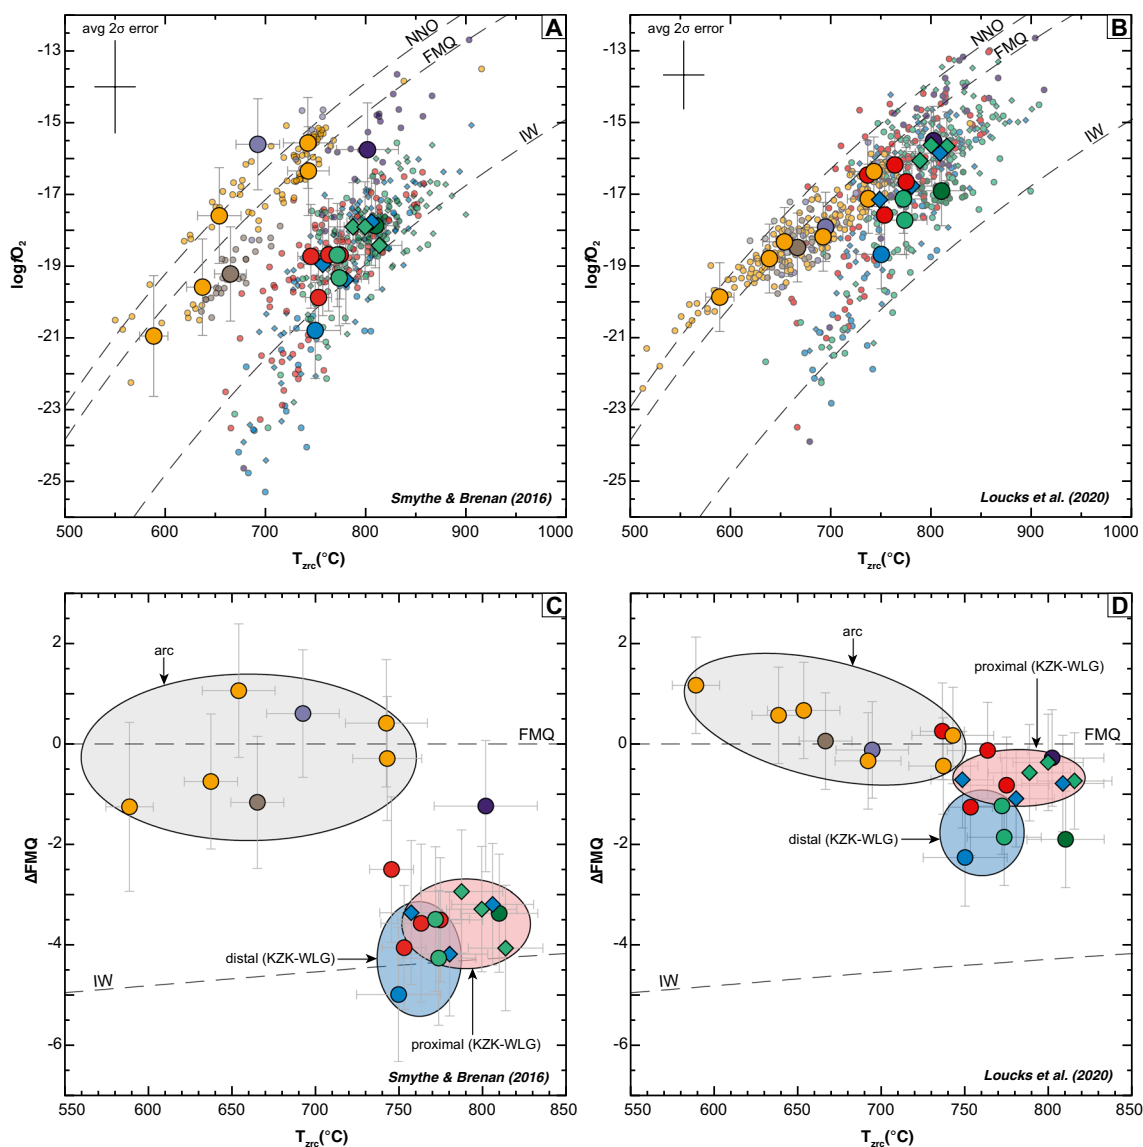 A
avg 2σ error
NNO
FMQ
IW
-13
-15
-17
-19
-21
-23
-25
logfO2
Smythe & Brenan (2016)
500
600
700
800
900
1000
Tzrc(°C)
B
avg 2σ error
NNO
FMQ
IW
-13
-15
-17
-19
-21
-23
-25
logfO2
Loucks et al. (2020)
500
600
700
800
900
1000
Tzrc(°C)
C
arc
FMQ
distal (KZK-WLG)
IW
proximal (KZK-WLG)
2
0
-2
-4
-6
ΔFMQ
Smythe & Brenan (2016)
550
600
650
700
750
800
850
Tzrc(°C)
D
arc
proximal (KZK-WLG)
FMQ
distal (KZK-WLG)
IW
2
0
-2
-4
-6
ΔFMQ
Loucks et al. (2020)
550
600
650
700
750
800
850
Tzrc(°C)